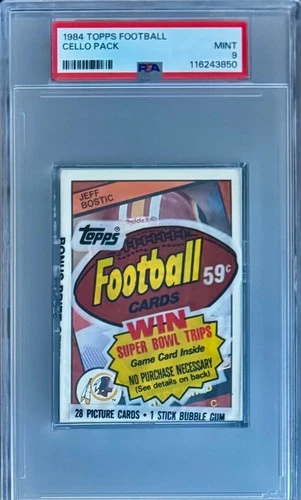 1984 TOPPS FOOTBALL
CELLO PACK
MINT
9
PSA
116243850
JEFF
BOSTIC
TOPPS
Football
59¢
CARDS
WIN
SUPER BOWL TRIPS
Game Card Inside
NO PURCHASE NECESSARY
(See details on back)
28 PICTURE CARDS • 1 STICK BUBBLE GUM
C